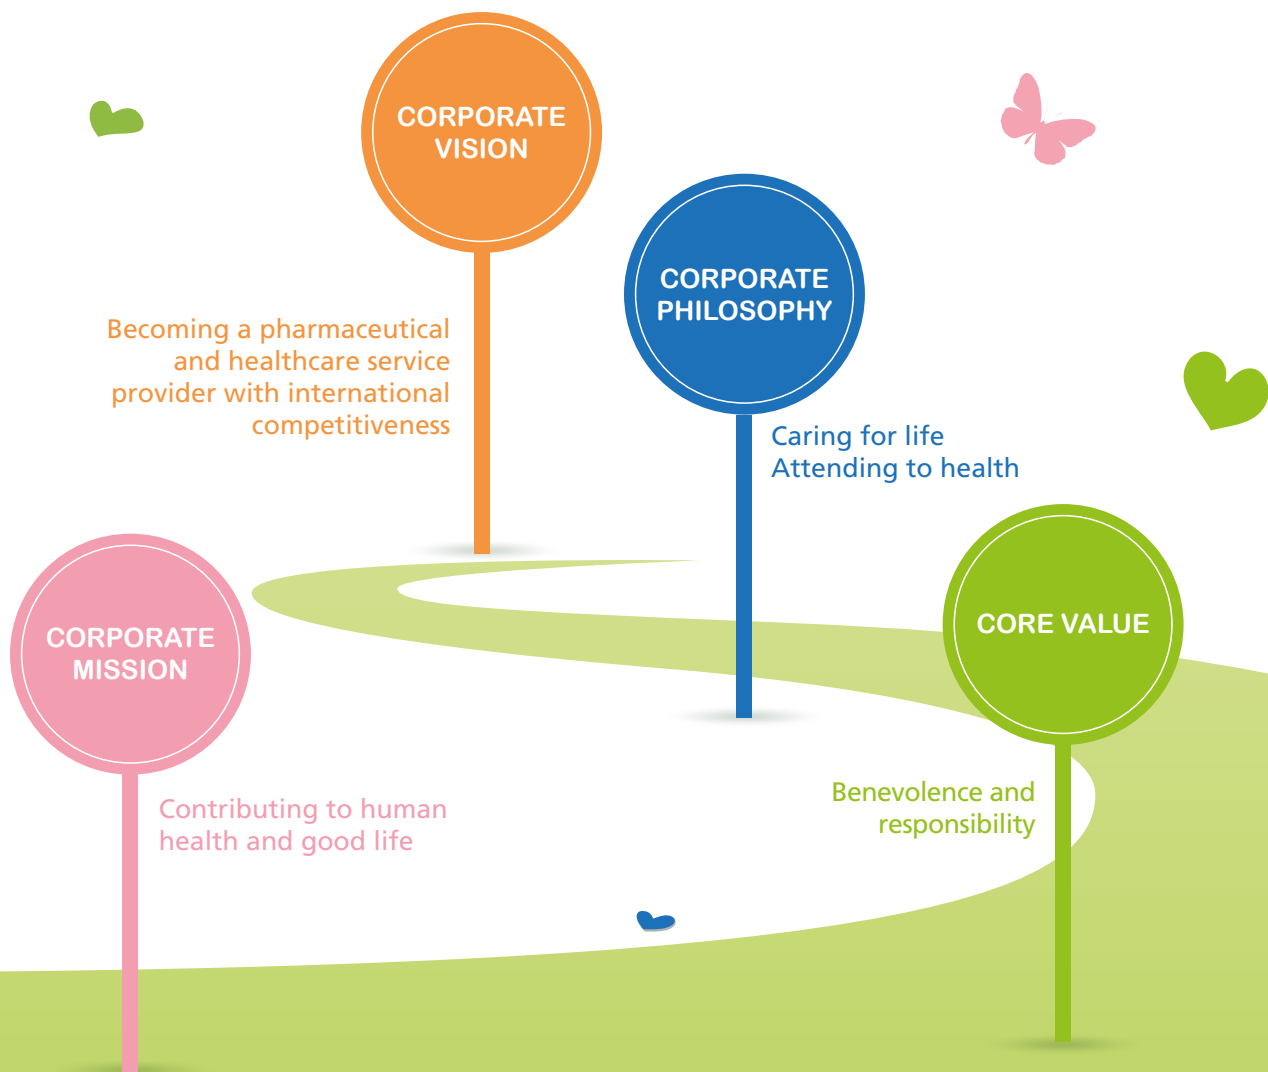 CORPORATE
VISION
Becoming a pharmaceutical
and healthcare service
provider with international
competitiveness
CORPORATE
PHILOSOPHY
Caring for life
Attending to health
CORPORATE
MISSION
Contributing to human
health and good life
CORE VALUE
Benevolence and
responsibility